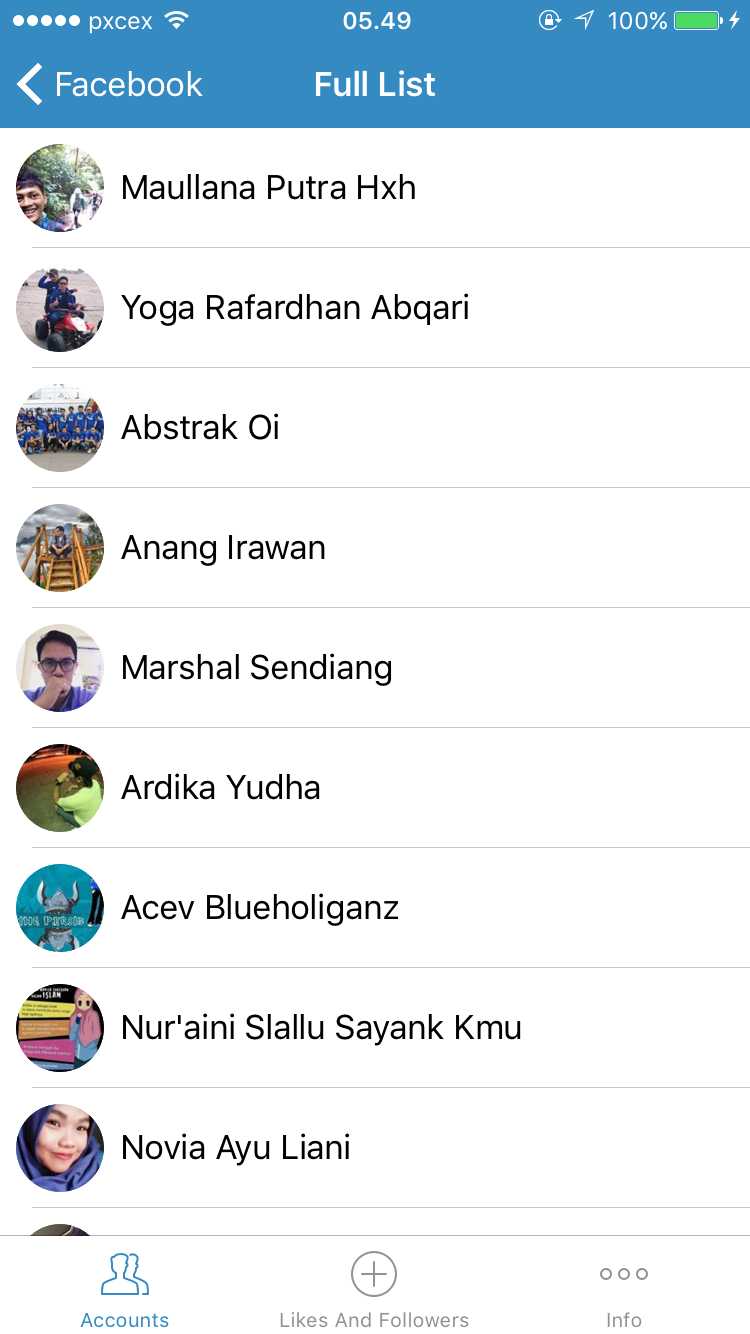 pxcex 05.49 100%
Facebook Full List
Maullana Putra Hxh
Yoga Rafardhan Abqari
Abstrak Oi
Anang Irawan
Marshal Sendiang
Ardika Yudha
Acev Blueholiganz
ISLAM
Nur'aini Slallu Sayank Kmu
Novia Ayu Liani
Accounts Likes And Followers Info